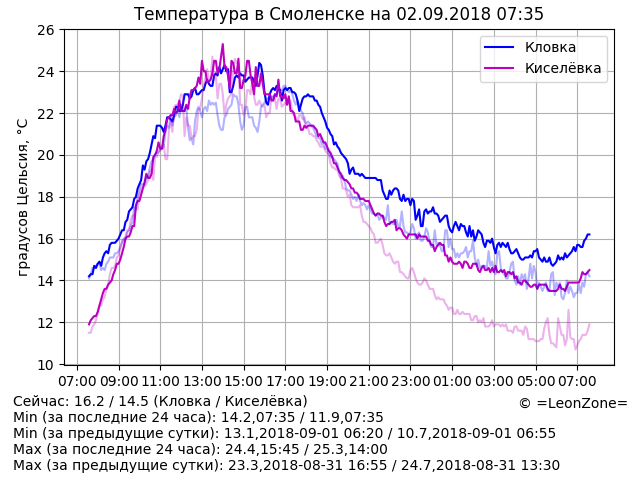 Температура в Смоленске на 02.09.2018 07:35
26
24
22
20
18
16
14
12
10
градусов Цельсия, °C
Кловка
Киселёвка
07:00 09:00 11:00 13:00 15:00 17:00 19:00 21:00 23:00 01:00 03:00 05:00 07:00
Сейчас: 16.2 / 14.5 (Кловка / Киселёвка)
© =LeonZone=
Min (за последние 24 часа): 14.2,07:35 / 11.9,07:35
Min (за предыдущие сутки): 13.1,2018-09-01 06:20 / 10.7,2018-09-01 06:55
Max (за последние 24 часа): 24.4,15:45 / 25.3,14:00
Max (за предыдущие сутки): 23.3,2018-08-31 16:55 / 24.7,2018-08-31 13:30